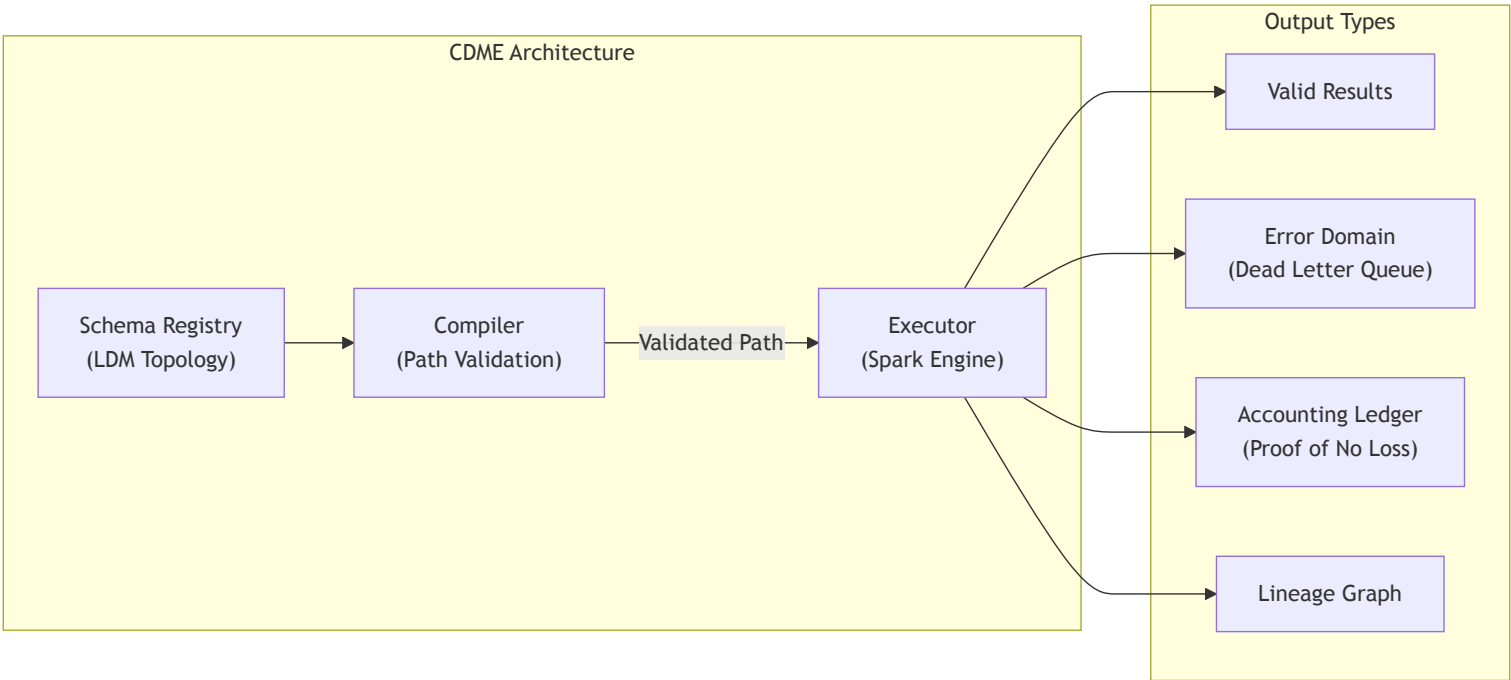 CDME Architecture
Schema Registry
(LDM Topology)
Compiler
(Path Validation)
Validated Path
Executor
(Spark Engine)
Output Types
Valid Results
Error Domain
(Dead Letter Queue)
Accounting Ledger
(Proof of No Loss)
Lineage Graph